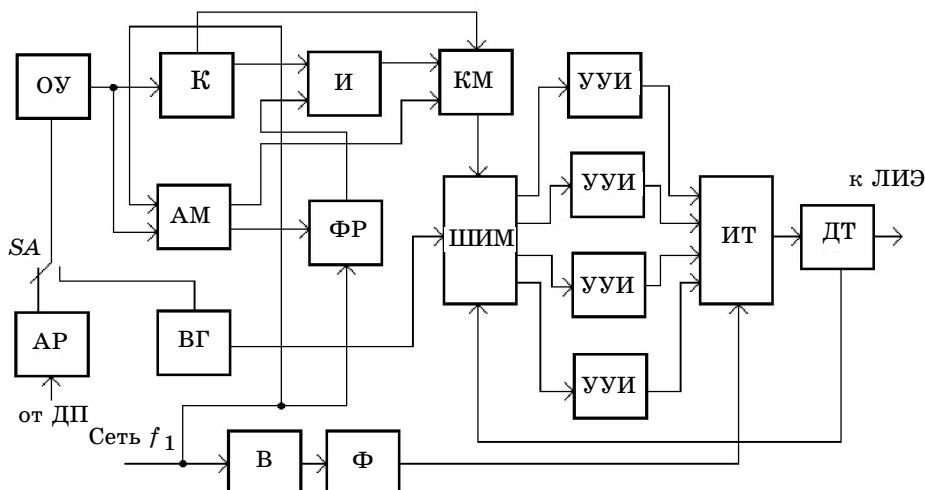 ОУ
К
И
КМ
УУИ
АМ
ФР
ШИМ
УУИ
УУИ
УУИ
ИТ
ДТ
к ЛИЭ
SA
АР
ВГ
от ДП
Сеть f1
В
Ф